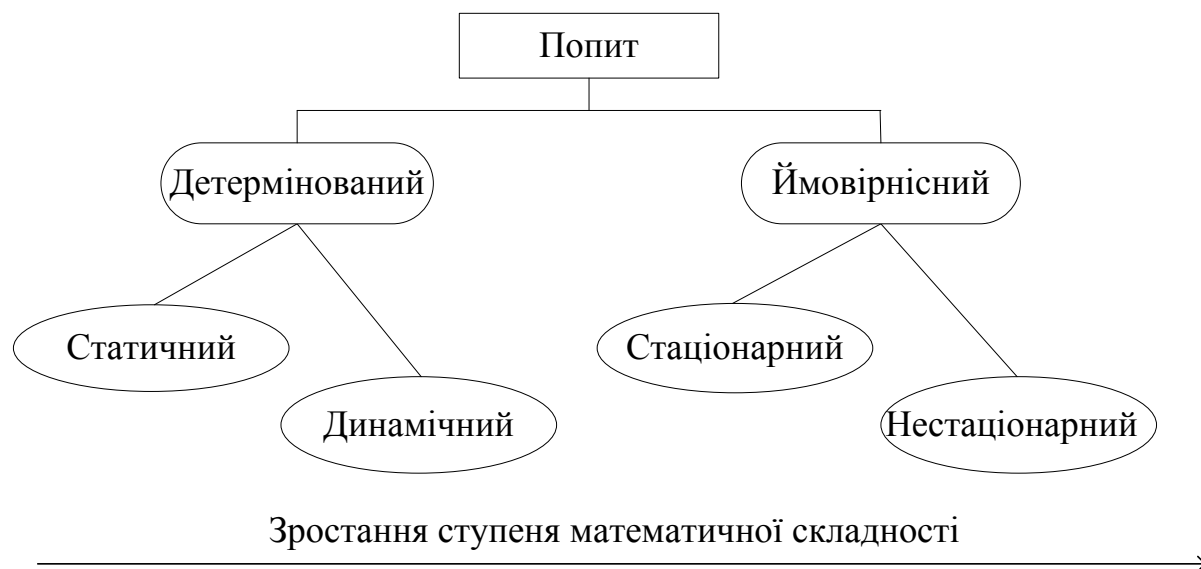 Попит
Детермінований
Ймовірнісний
Статичний
Стаціонарний
Динамічний
Нестаціонарний
Зростання ступеня математичної складності